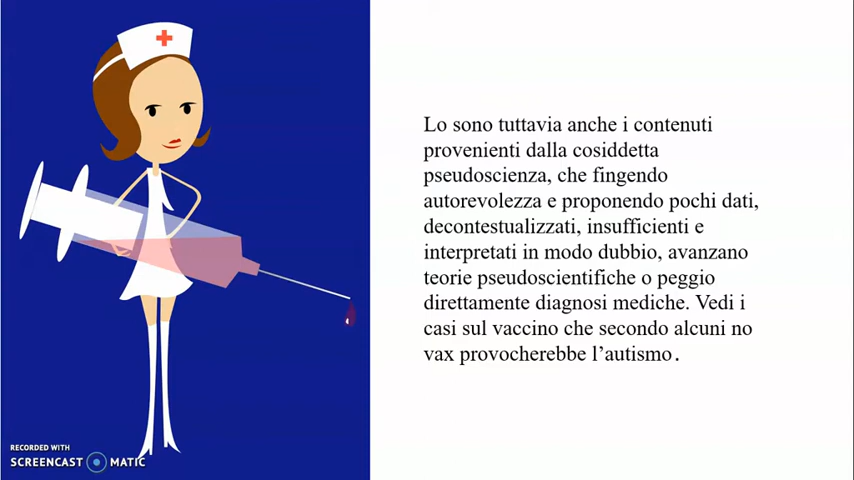 Lo sono tuttavia anche i contenuti
provenienti dalla cosiddetta
pseudoscienza, che fingendo
autorevolezza e proponendo pochi dati,
decontestualizzati, insufficienti e
interpretati in modo dubbio, avanzano
teorie pseudoscientifiche o peggio
direttamente diagnosi mediche. Vedi i
casi sul vaccino che secondo alcuni no
vax provocherebbe l’autismo.
RECORDED WITH
SCREENCAST MATIC